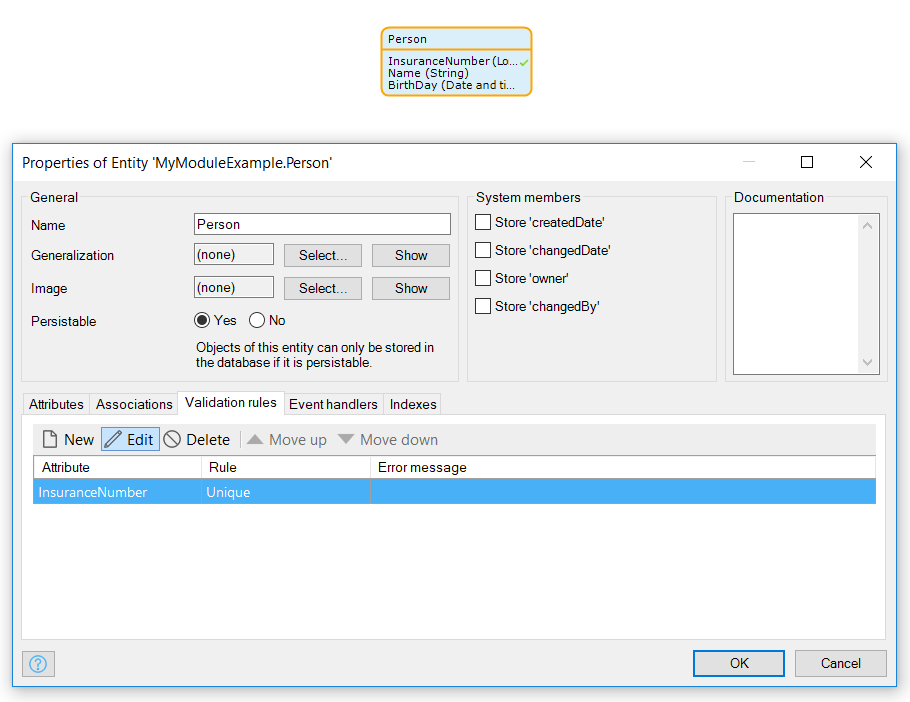 Person
InsuranceNumber (Lo...
Name (String)
BirthDay (Date and ti...
Properties of Entity 'MyModuleExample.Person'
General
Name
Person
Generalization
(none)
Select...
Show
Image
(none)
Select...
Show
Persistable
Yes
No
Objects of this entity can only be stored in
the database if it is persistable.
System members
Store 'createdDate'
Store 'changedDate'
Store 'owner'
Store 'changedBy'
Documentation
Attributes
Associations
Validation rules
Event handlers
Indexes
New
Edit
Delete
Move up
Move down
Attribute
Rule
Error message
InsuranceNumber
Unique
?
OK
Cancel